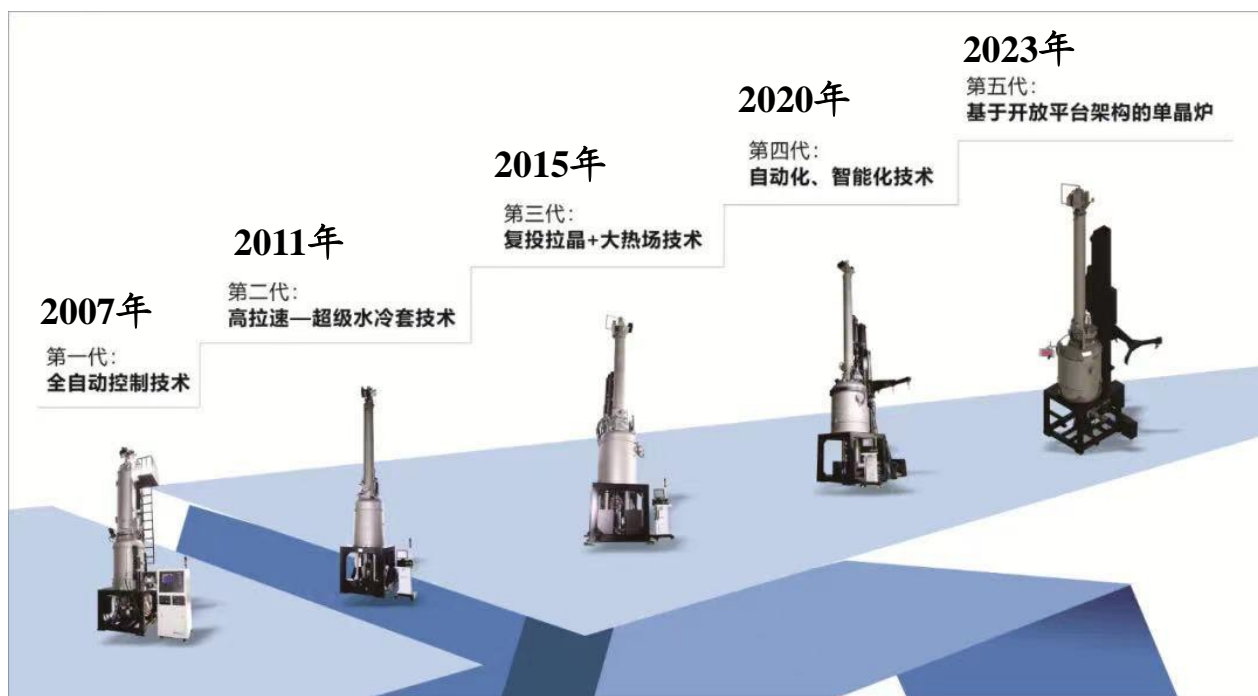 2007年
第一代：
全自动控制技术
2011年
第二代：
高拉速—超级水冷套技术
2015年
第三代：
复投拉晶+大热场技术
2020年
第四代：
自动化、智能化技术
2023年
第五代：
基于开放平台架构的单晶炉